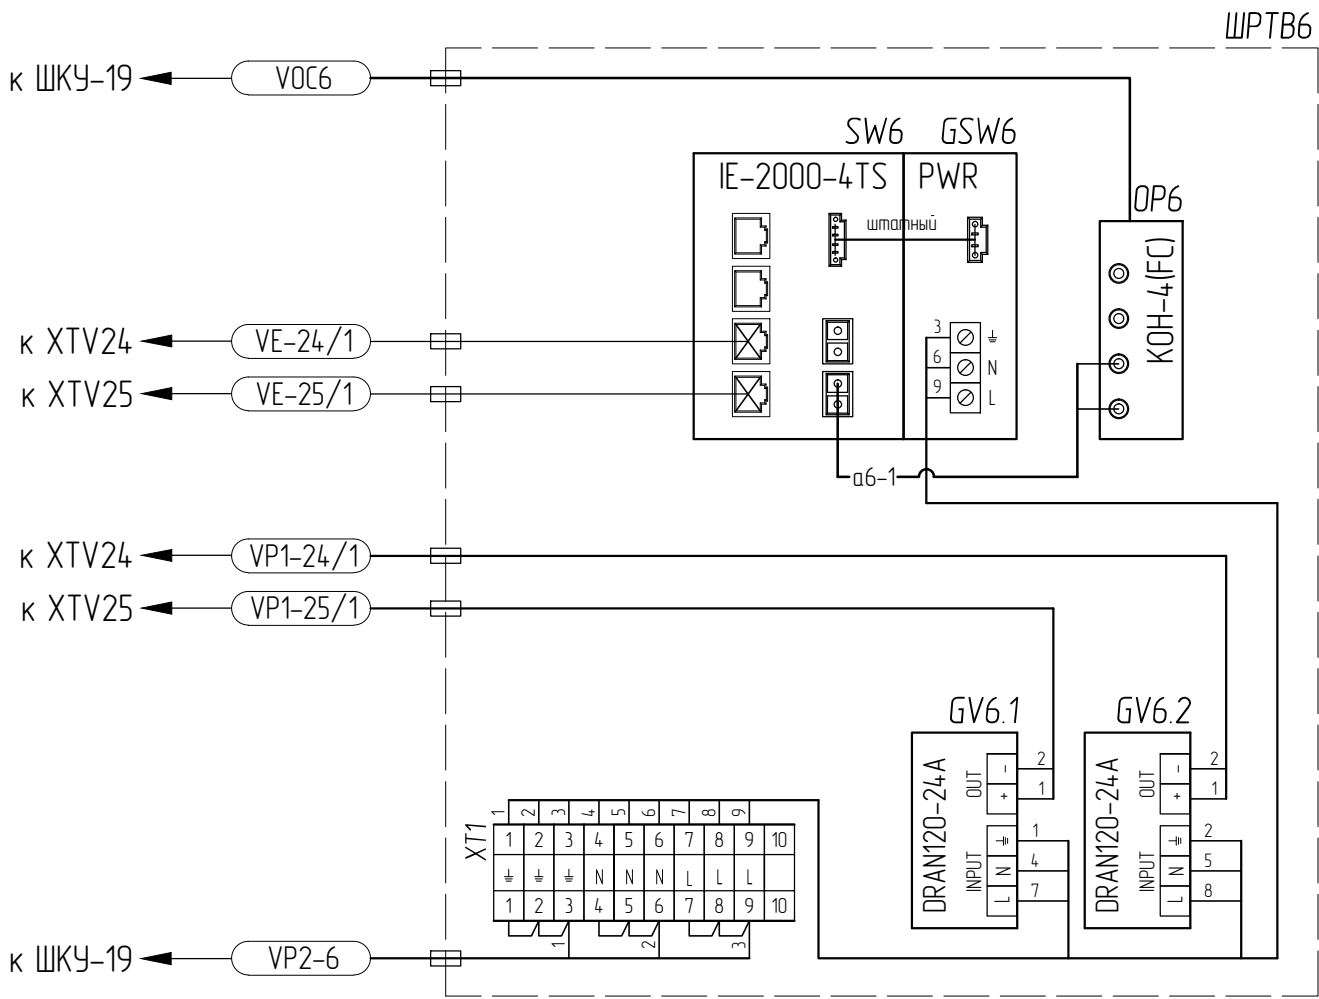 ШРТВ6
к ШКУ-19
VOC6
SW6
GSW6
IE-2000-4TS
PWR
штатный
OP6
КОН-4(FC)
к XTV24
VE-24/1
3
6
N
к XTV25
VE-25/1
9
L
а6-1
к XTV24
VP1-24/1
к XTV25
VP1-25/1
GV6.1
GV6.2
DRAN120-24A
OUT
-
2
+
1
INPUT
1
N
4
L
7
DRAN120-24A
OUT
-
2
+
1
INPUT
2
N
5
L
8
XT1
1 2 3 4 5 6 7 8 9
1 2 3 4 5 6 7 8 9 10
N N N L L L
1 2 3 4 5 6 7 8 9 10
1 2 3
к ШКУ-19
VP2-6